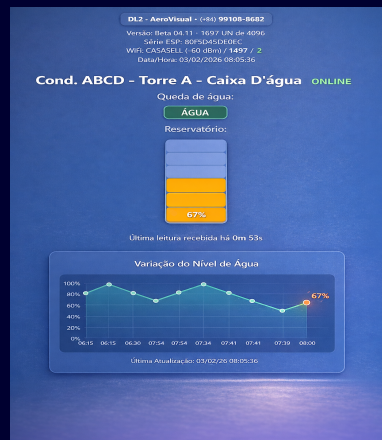 DL2 - AeroVisual - (+84) 99108-8682
Versão: Beta 04.11 - 1697 UN de 4096
Série ESP: 80F5D45DE0EC
WIFI: CASASELL (-60 dBm) / 1497 / 2
Data/Hora: 03/02/2026 08:05:36
Cond. ABCD – Torre A – Caixa D'água ONLINE
Queda de água:
ÁGUA
Reservatório:
67%
Última leitura recebida há 0m 53s
Variação do Nível de Água
100%
80%
60%
40%
20%
0%
67%
06:15 06:15 06:30 07:54 07:54 07:24 07:41 07:41 07:39 08:00
Última Atualização: 03/02/26 08:05:36